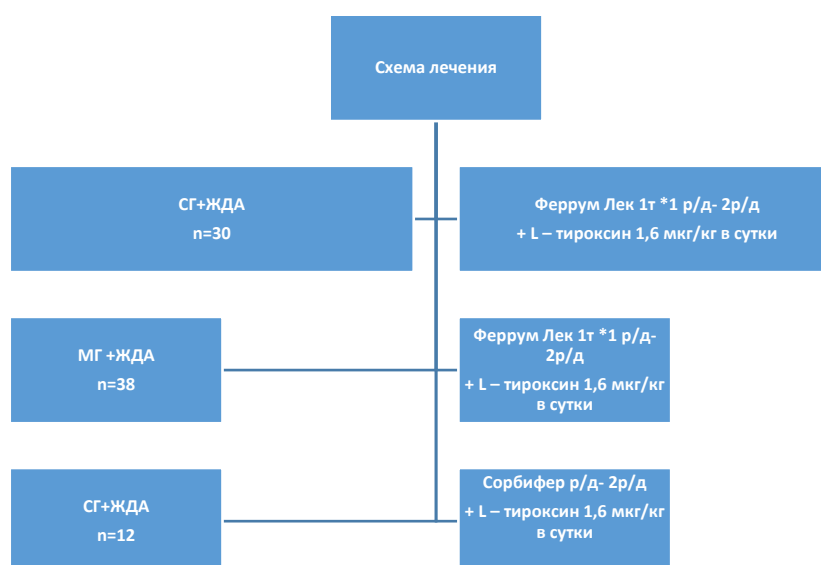 Схема лечения
СГ+ЖДА
n=30
Феррум Лек 1т *1 р/д- 2р/д
+ L – тироксин 1,6 мкг/кг в сутки
МГ +ЖДА
n=38
Феррум Лек 1т *1 р/д-
2р/д
+ L – тироксин 1,6 мкг/кг
в сутки
СГ+ЖДА
n=12
Сорбифер р/д- 2р/д
+ L – тироксин 1,6 мкг/кг
в сутки